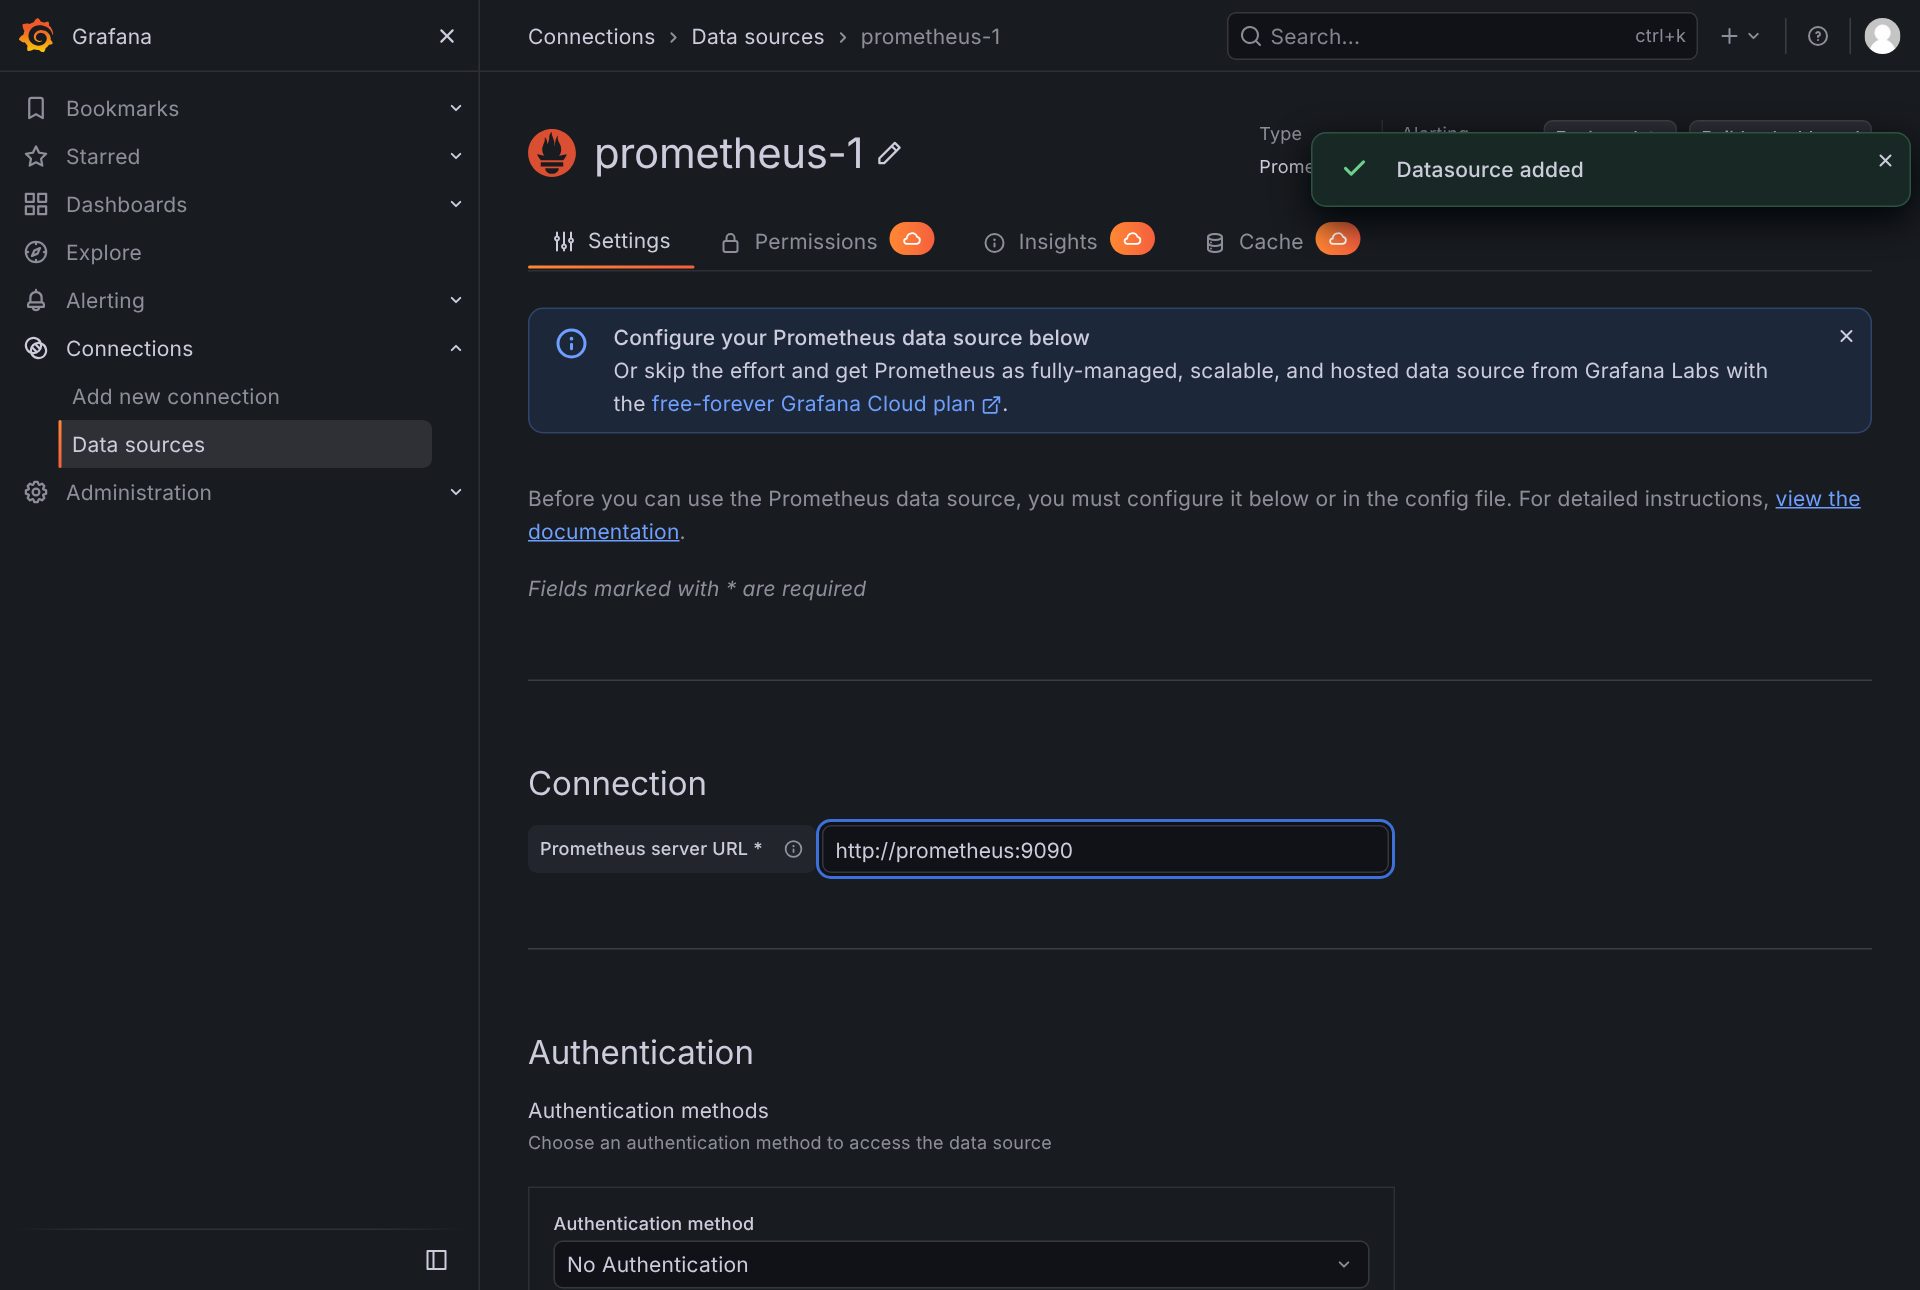 Grafana
Connections
Data sources
prometheus-1
Search...
ctrl+k
Bookmarks
Starred
Dashboards
Explore
Alerting
Connections
Add new connection
Data sources
Administration
prometheus-1
Type
Alerting
Prome
Datasource added
Settings
Permissions
Insights
Cache
Configure your Prometheus data source below
Or skip the effort and get Prometheus as fully-managed, scalable, and hosted data source from Grafana Labs with
the free-forever Grafana Cloud plan.
Before you can use the Prometheus data source, you must configure it below or in the config file. For detailed instructions, view the
documentation.
Fields marked with * are required
Connection
Prometheus server URL *
http://prometheus:9090
Authentication
Authentication methods
Choose an authentication method to access the data source
Authentication method
No Authentication